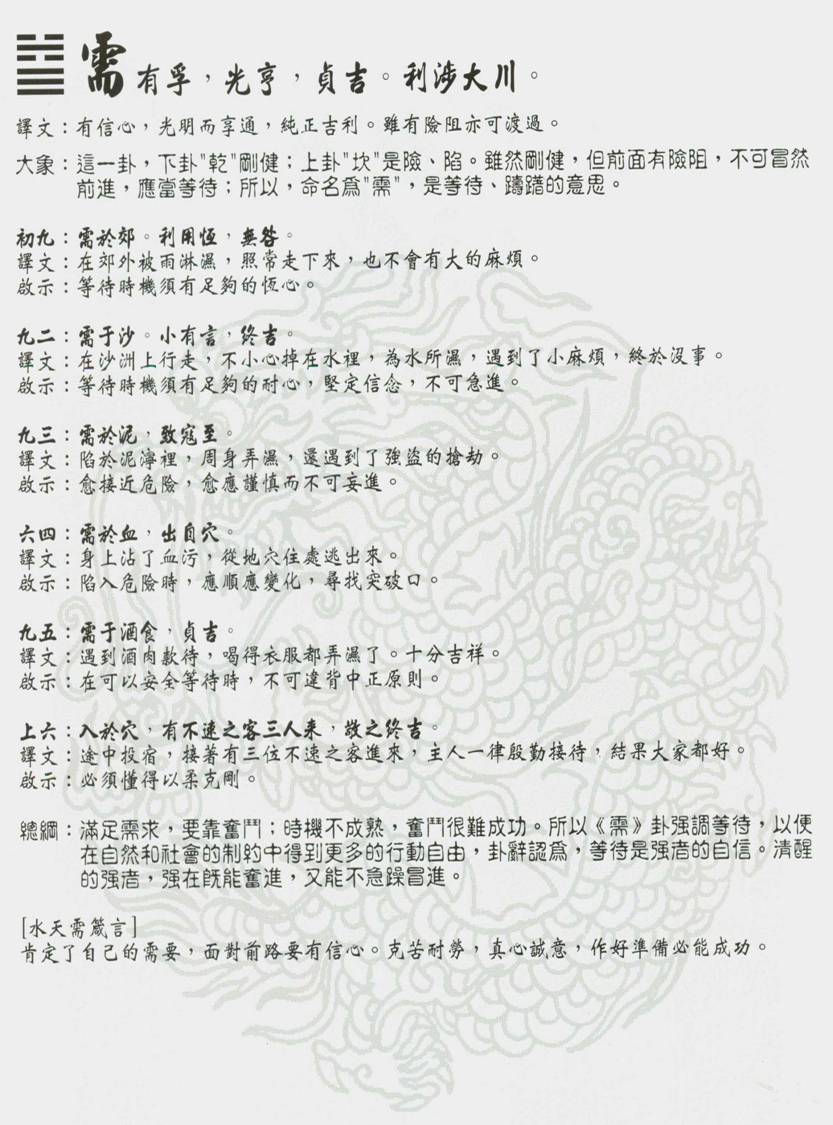 需 有孚，光亨，貞吉。利涉大川。
譯文：有信心，光明而享通，純正吉利。雖有險阻亦可渡過。
大象：這一卦，下卦"乾"剛健；上卦"坎"是險、陷。雖然剛健，但前面有險阻，不可冒然
前進，應當等待；所以，命名爲"需"，是等待、躊躇的意思。
初九：需於郊。利用恆，無咎。
譯文：在郊外被雨淋濕，照常走下來，也不會有大的麻煩。
啟示：等待時機須有足夠的恆心。
九二：需于沙。小有言，終吉。
譯文：在沙洲上行走，不小心掉在水裡，為水所濕，遇到了小麻煩，終於沒事。
啟示：等待時機須有足夠的耐心，堅定信念，不可急進。
九三：需於泥，致寇至。
譯文：陷於泥濘裡，周身弄濕，還遇到了強盜的搶劫。
啟示：愈接近危險，愈應謹慎而不可妄進。
六四：需於血，出自穴。
譯文：身上沾了血污，從地穴住處逃出來。
啟示：陷入危險時，應順應變化，尋找突破口。
九五：需于酒食，貞吉。
譯文：遇到酒肉款待，喝得衣服都弄濕了。十分吉祥。
啟示：在可以安全等待時，不可違背中正原則。
上六：入於穴，有不速之客三人來，敬之終吉。
譯文：途中投宿，接著有三位不速之客進來，主人一律殷勤接待，結果大家都好。
啟示：必須懂得以柔克剛。
總綱：滿足需求，要靠奮鬥；時機不成熟，奮鬥很難成功。所以《需》卦强調等待，以便
在自然和社會的制約中得到更多的行動自由，卦辭認爲，等待是强者的自信。清醒
的强者，强在既能奮進，又能不急躁冒進。
[水天需箴言]
肯定了自己的需要，面對前路要有信心。克苦耐勞，真心誠意，作好準備必能成功。